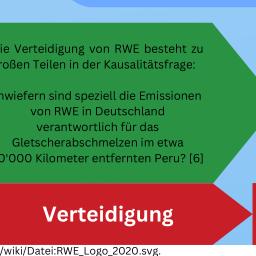 ie Verteidigung von RWE besteht zu
roßen Teilen in der Kausalitätsfrage:
nwiefern sind speziell die Emissionen
von RWE in Deutschland
verantwortlich für das
Gletscherabschmelzen im etwa
0'000 Kilometer entfernten Peru? [6]
Verteidigung
/wiki/Datei:RWE_Logo_2020.svg.